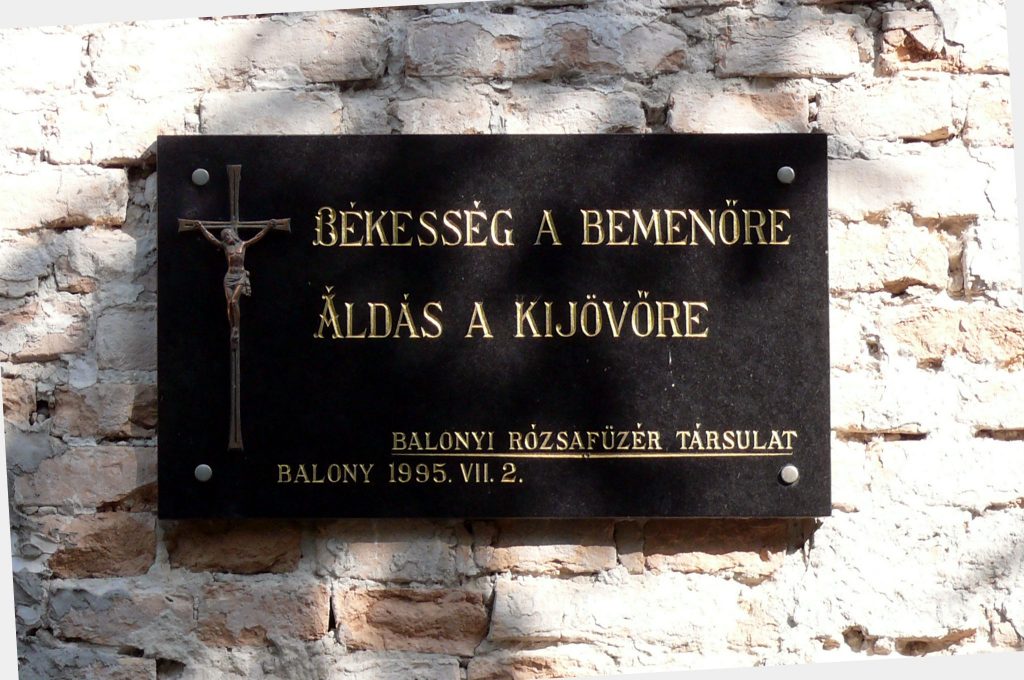 BÉKESSÉG A BEMENŐRE
ÁLDÁS A KIJÖVŐRE
BALONYI RÓZSAFÜZÉR TÁRSULAT
BALONY 1995. VII. 2.